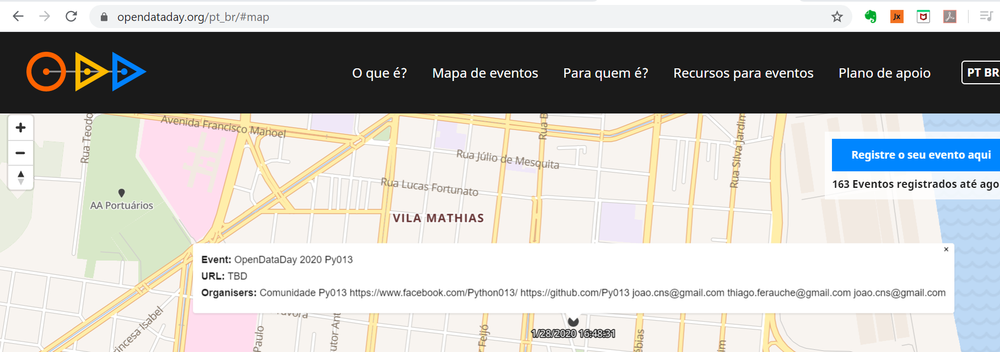 opendataday.org/pt_br/#map
O que é?
Mapa de eventos
Para quem é?
Recursos para eventos
Plano de apoio
PT BR
Rua Teodo
Avenida Francisco Manoel
Rua B
Rua Silva Jardim
Rua Júlio de Mesquita
Registre o seu evento aqui
Rua Lucas Fortunato
163 Eventos registrados até ago
AA Portuários
VILA MATHIAS
Event: OpenDataDay 2020 Py013
URL: TBD
Organisers: Comunidade Py013 https://www.facebook.com/Python013/ https://github.com/Py013 joao.cns@gmail.com thiago.ferauche@gmail.com joao.cns@gmail.com
rincesa Isabel
Paulo
utor Ant
r Feijó
1/28/2020 16:48:31
ébias
im